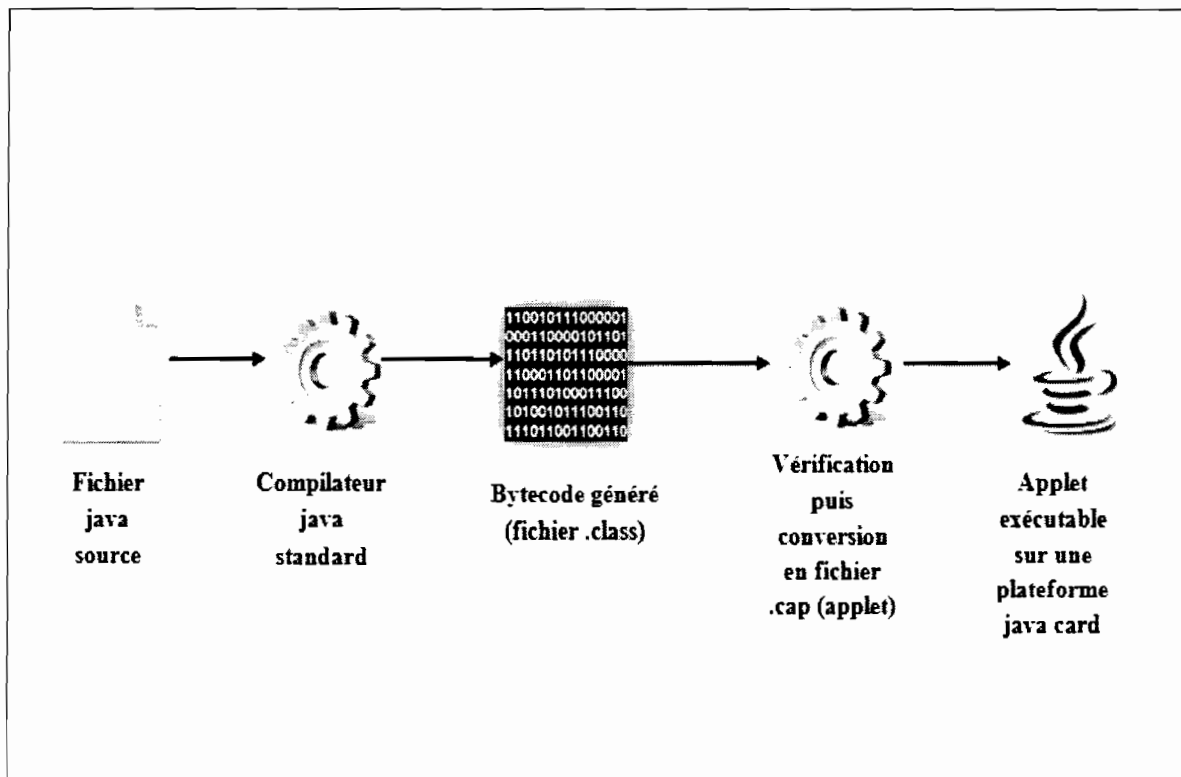 110010111000001
000110000101101
110110101110000
110001101100001
101110100011100
101001011100110
111011001100110
Fichier
java
source
Compilateur
java
standard
Bytecode généré
(fichier .class)
Vérification
puis
conversion
en fichier
.cap (applet)
Applet
exécutable
sur une
plateforme
java card